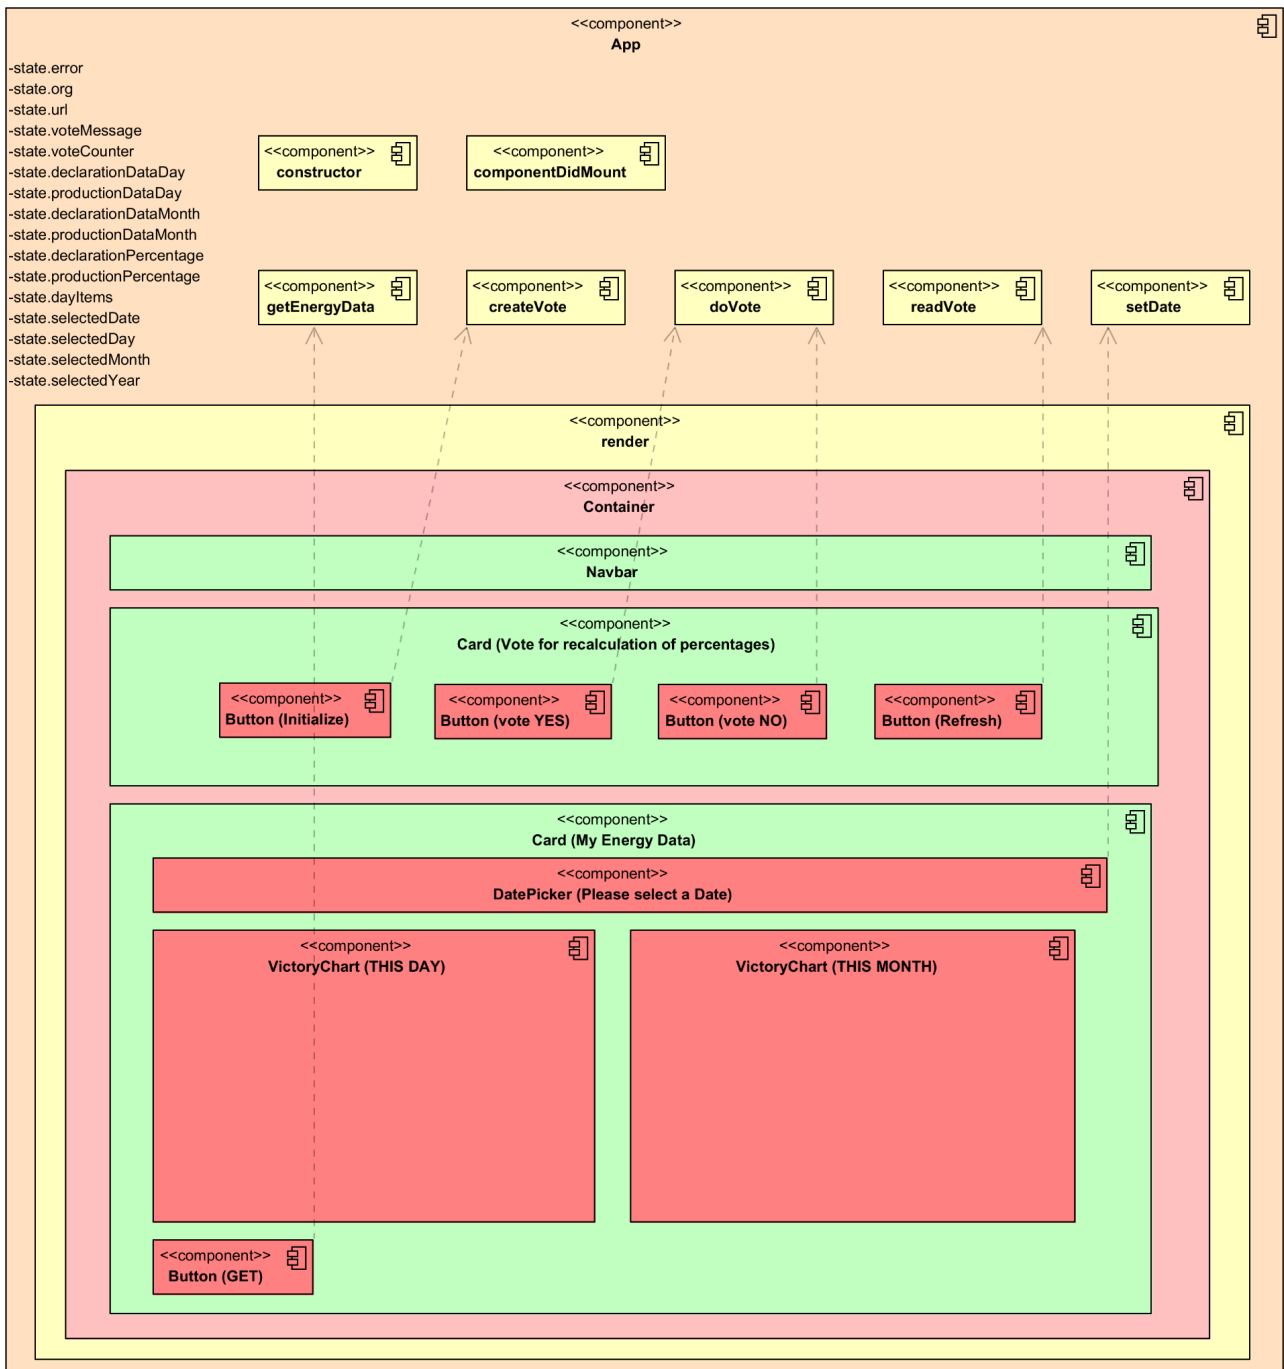 <<component>>
App
-state.error
-state.org
-state.url
-state.voteMessage
-state.voteCounter
-state.declarationDataDay
-state.productionDataDay
-state.declarationDataMonth
-state.productionDataMonth
-state.declarationPercentage
-state.productionPercentage
-state.dayItems
-state.selectedDate
-state.selectedDay
-state.selectedMonth
-state.selectedYear
<<component>>
constructor
<<component>>
componentDidMount
<<component>>
getEnergyData
<<component>>
createVote
<<component>>
doVote
<<component>>
readVote
<<component>>
setDate
<<component>>
render
<<component>>
Container
<<component>>
Navbar
<<component>>
Card (Vote for recalculation of percentages)
<<component>>
Button (Initialize)
<<component>>
Button (vote YES)
<<component>>
Button (vote NO)
<<component>>
Button (Refresh)
<<component>>
Card (My Energy Data)
<<component>>
DatePicker (Please select a Date)
<<component>>
VictoryChart (THIS DAY)
<<component>>
VictoryChart (THIS MONTH)
<<component>>
Button (GET)